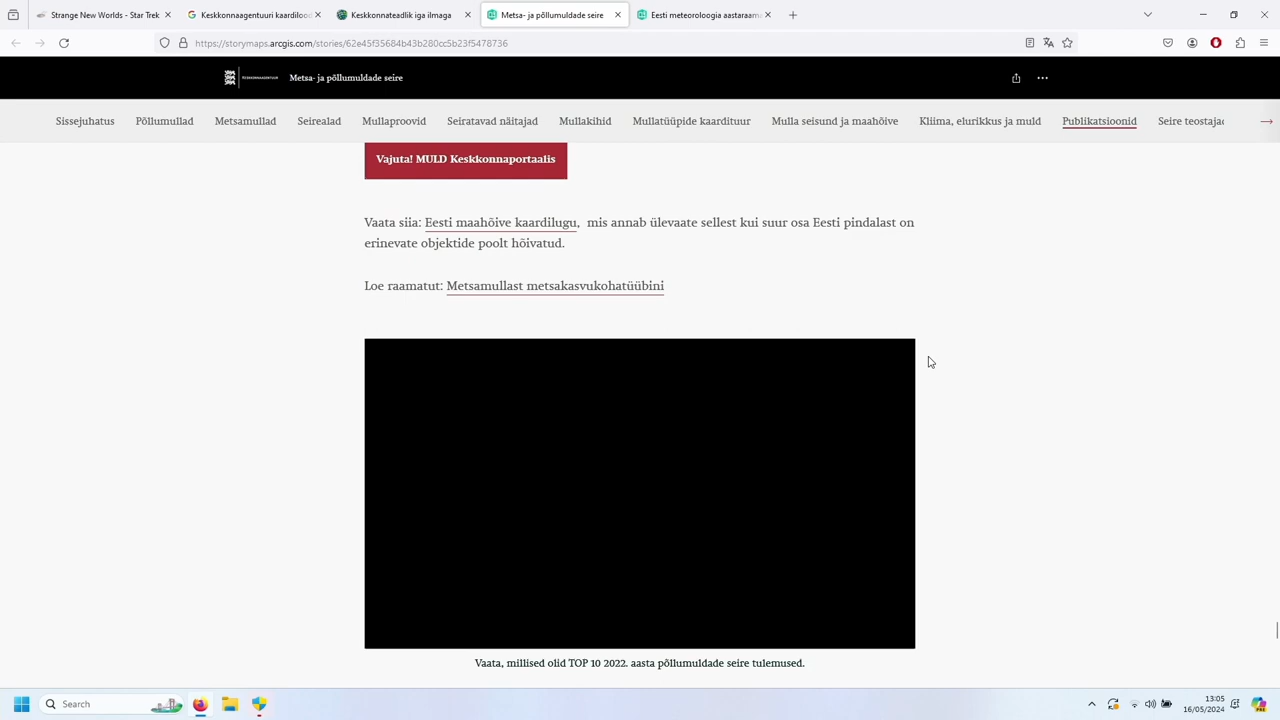 Strange New Worlds - Star Trek
Keskkonnaagentuuri kaardilood
Keskkonnateadlik iga ilmaga
Metsa- ja põllumuldade seire
Eesti meteoroloogia aastaraam
https://storymaps.arcgis.com/stories/62e45f35684b43b280cc5b23f5478736
KESKKONNAAGENTUUR
Metsa- ja põllumuldade seire
Sissejuhatus
Põllumullad
Metsamullad
Seirealad
Mullaproovid
Seiratavad näitajad
Mullakihid
Mullatüüpide kaardituur
Mulla seisund ja maahõive
Kliima, elurikkus ja muld
Publikatsioonid
Seire teostajad
Vajuta! MULD Keskkonnaportaalis
Vaata siia: Eesti maahõive kaardilugu, mis annab ülevaate sellest kui suur osa Eesti pindalast on
erinevate objektide poolt hõivatud.
Loe raamatut: Metsamullast metsakasvukohatüübini
Vaata, millised olid TOP 10 2022. aasta põllumuldade seire tulemused.
Search
13:05
16/05/2024